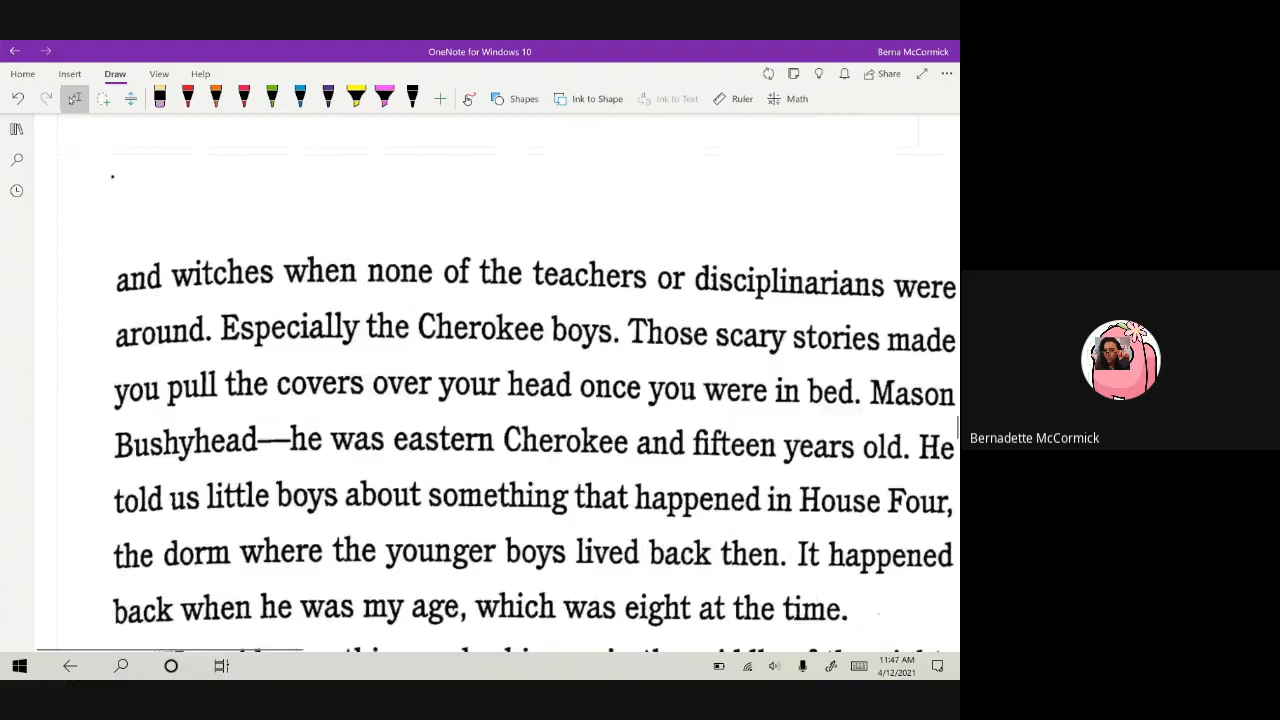 OneNote for Windows 10
Berna McCormick
Home Insert Draw View Help
Share
Shapes Ink to Shape Ink to Text Ruler Math
and witches when none of the teachers or disciplinarians were
around. Especially the Cherokee boys. Those scary stories made
you pull the covers over your head once you were in bed. Mason
Bushyhead—he was eastern Cherokee and fifteen years old. He
told us little boys about something that happened in House Four,
the dorm where the younger boys lived back then. It happened
back when he was my age, which was eight at the time.
Bernadette McCormick
11:47 AM
4/12/2021